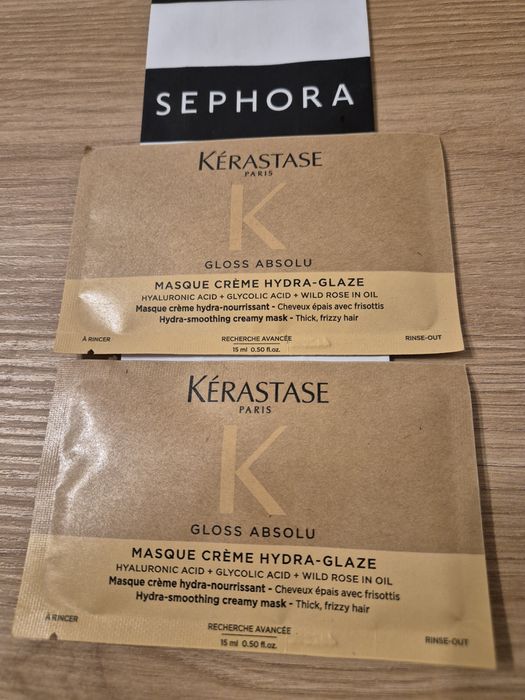 SEPHORA
KÉRASTASE
PARIS
K
GLOSS ABSOLU
MASQUE CRÈME HYDRA-GLAZE
HYALURONIC ACID + GLYCOLIC ACID + WILD ROSE IN OIL
Masque crème hydra-nourrissant - Cheveux épais avec frisottis
Hydra-smoothing creamy mask - Thick, frizzy hair
À RINCER
RECHERCHE AVANCÉE
RINSE-OUT
15 ml 0.50 fl.oz.
KÉRASTASE
PARIS
K
GLOSS ABSOLU
MASQUE CRÈME HYDRA-GLAZE
HYALURONIC ACID + GLYCOLIC ACID + WILD ROSE IN OIL
Masque crème hydra-nourrissant - Cheveux épais avec frisottis
Hydra-smoothing creamy mask - Thick, frizzy hair
À RINCER
RECHERCHE AVANCÉE
RINSE-OUT
15 ml 0.50 fl.oz.